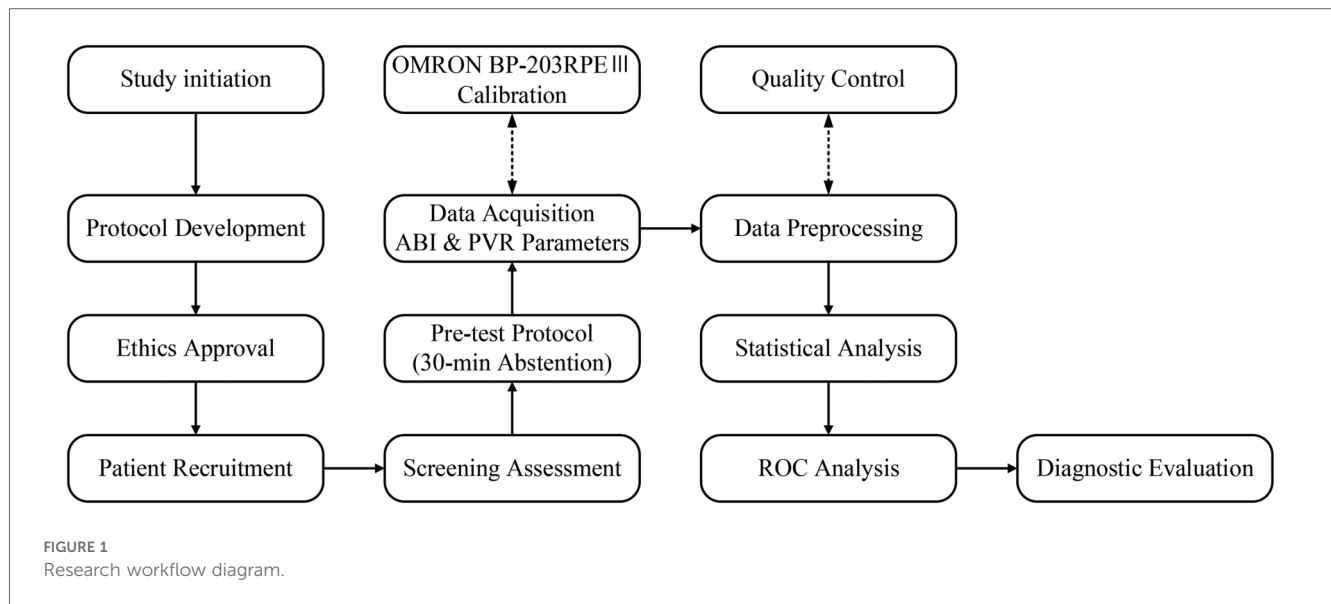 Study initiation
OMRON BP-203RPEⅢ
Calibration
Quality Control
Protocol Development
Data Acquisition
ABI & PVR Parameters
Data Preprocessing
Ethics Approval
Pre-test Protocol
(30-min Abstention)
Statistical Analysis
Patient Recruitment
Screening Assessment
ROC Analysis
Diagnostic Evaluation
FIGURE 1
Research workflow diagram.